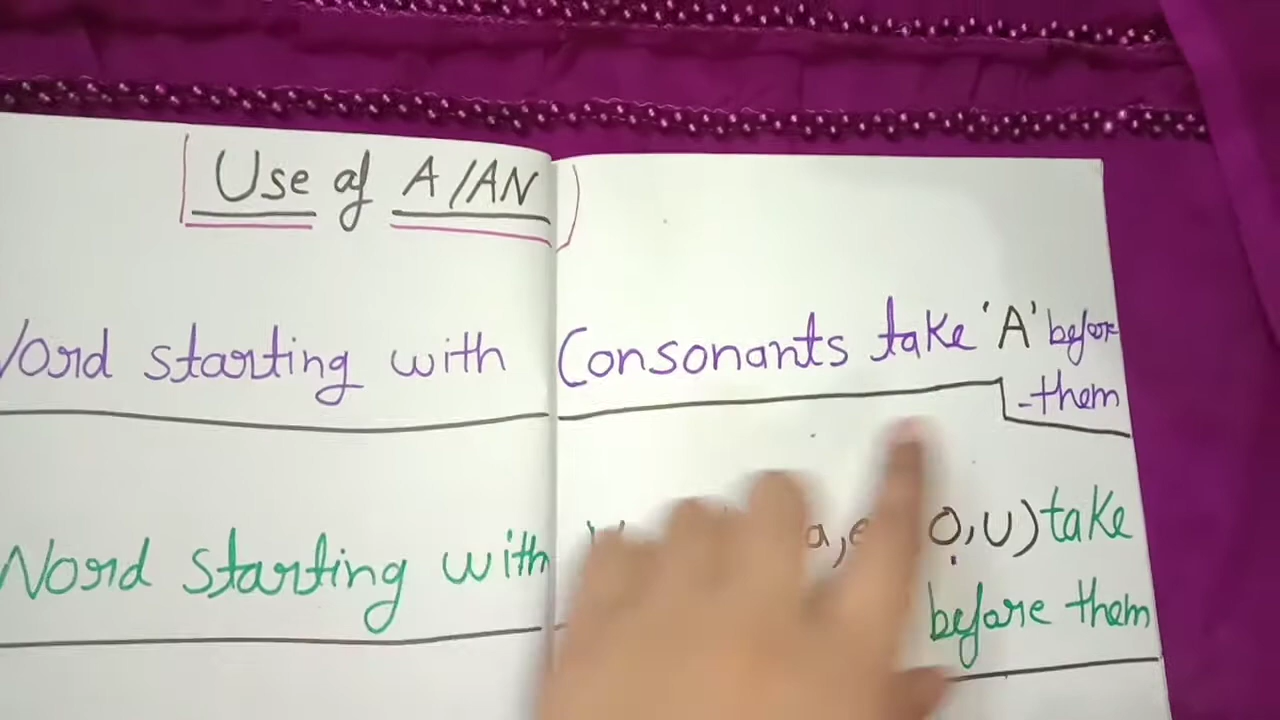 Use of A/AN
Word starting with Consonants take 'A' before
-them
Word starting with a, e O, U) take
before them